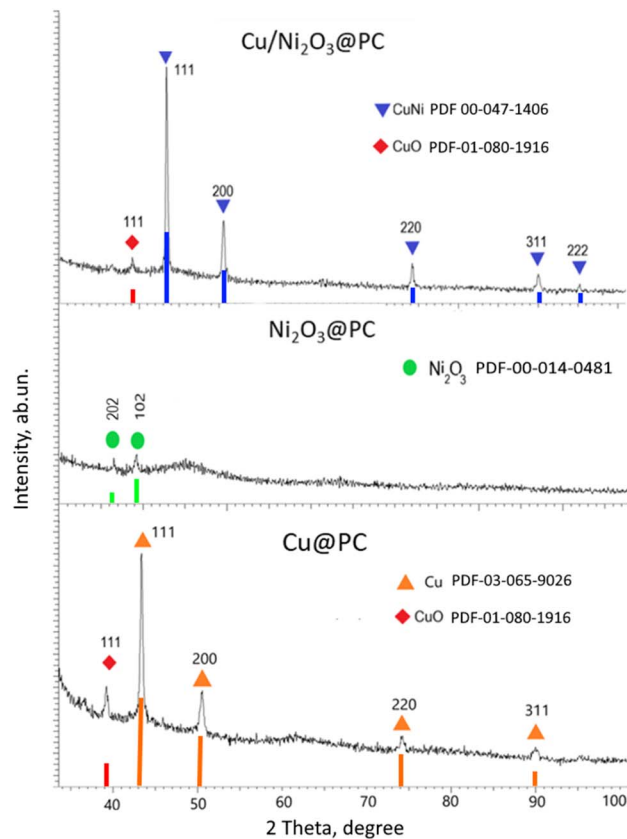 Cu/Ni₂O₃@PC
111
CuNi PDF 00-047-1406
CuO PDF-01-080-1916
200
111
220
311
222
Ni₂O₃@PC
Ni₂O₃ PDF-00-014-0481
202
102
Intensity, ab.un.
Cu@PC
111
Cu PDF-03-065-9026
CuO PDF-01-080-1916
111
200
220
311
40 50 60 70 80 90 100
2 Theta, degree